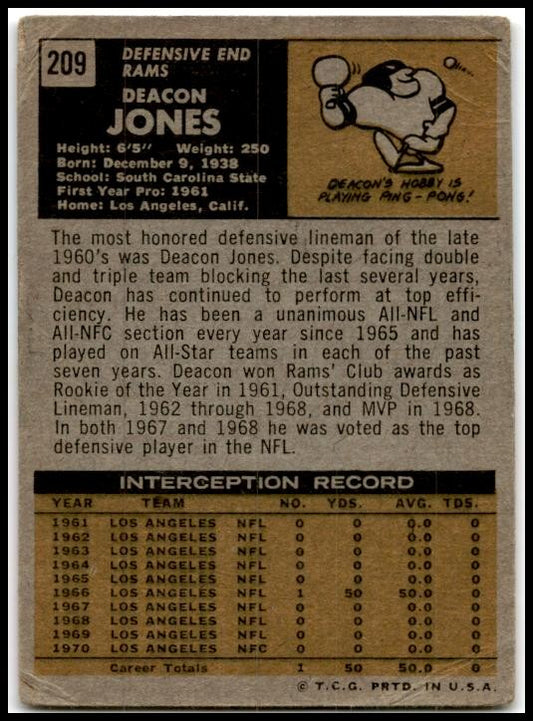 209
DEFENSIVE END
RAMS
DEACON
JONES
Height: 6'5" Weight: 250
Born: December 9, 1938
School: South Carolina State
First Year Pro: 1961
Home: Los Angeles, Calif.
DEACON'S HOBBY IS
PLAYING PING-PONG!
The most honored defensive lineman of the late
1960's was Deacon Jones. Despite facing double
and triple team blocking the last several years,
Deacon has continued to perform at top effi-
ciency. He has been a unanimous All-NFL and
All-NFC section every year since 1965 and has
played on All-Star teams in each of the past
seven years. Deacon won Rams' Club awards as
Rookie of the Year in 1961, Outstanding Defensive
Lineman, 1962 through 1968, and MVP in 1968.
In both 1967 and 1968 he was voted as the top
defensive player in the NFL.
INTERCEPTION RECORD
YEAR TEAM NO. YDS. AVG. TDS.
1961 LOS ANGELES NFL 0 0 0.0 0
1962 LOS ANGELES NFL 0 0 0.0 0
1963 LOS ANGELES NFL 0 0 0.0 0
1964 LOS ANGELES NFL 0 0 0.0 0
1965 LOS ANGELES NFL 0 0 0.0 0
1966 LOS ANGELES NFL 1 50 50.0 0
1967 LOS ANGELES NFL 0 0 0.0 0
1968 LOS ANGELES NFL 0 0 0.0 0
1969 LOS ANGELES NFL 0 0 0.0 0
1970 LOS ANGELES NFC 0 0 0.0 0
Career Totals 1 50 50.0 0
© T.C.G. PRTD. IN U.S.A.